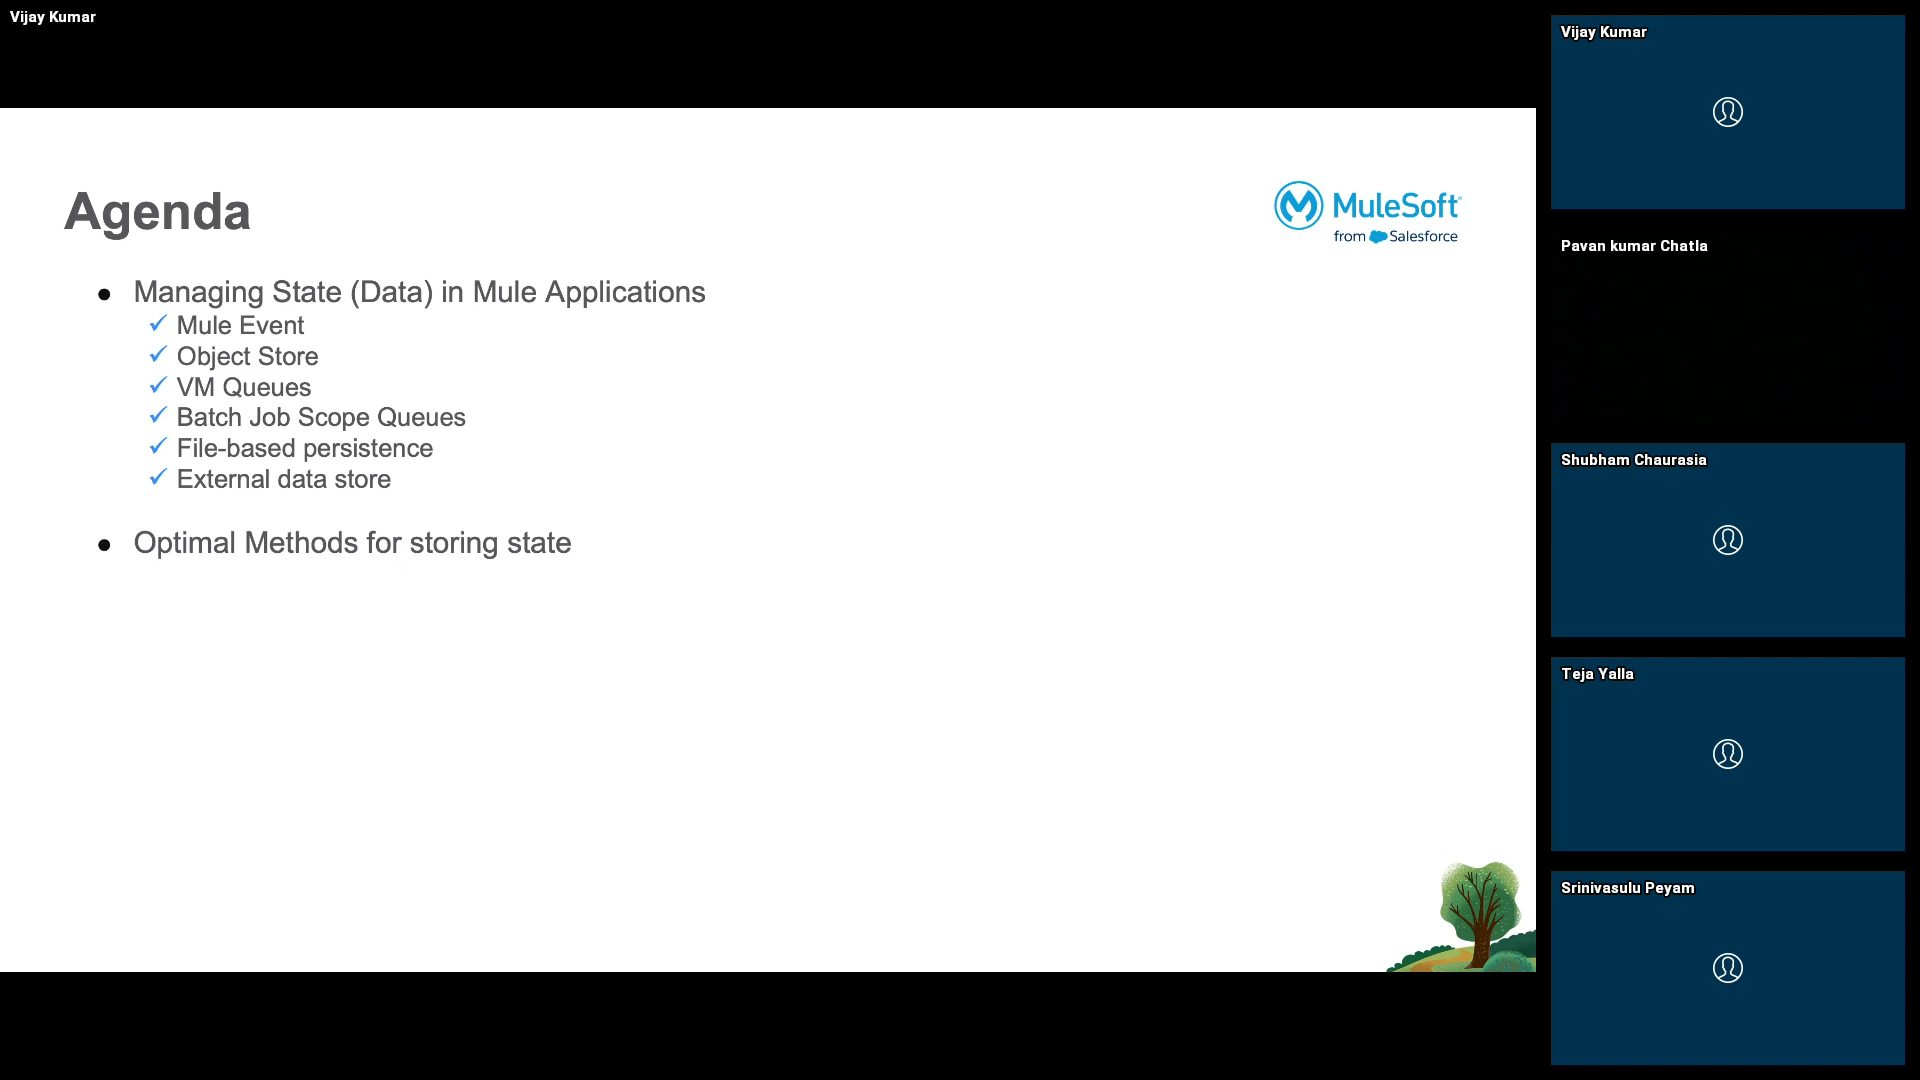 Vijay Kumar
Agenda
MuleSoft
from Salesforce
● Managing State (Data) in Mule Applications
✓ Mule Event
✓ Object Store
✓ VM Queues
✓ Batch Job Scope Queues
✓ File-based persistence
✓ External data store
● Optimal Methods for storing state
Vijay Kumar
Pavan kumar Chatla
Shubham Chaurasia
Teja Yalla
Srinivasulu Peyam